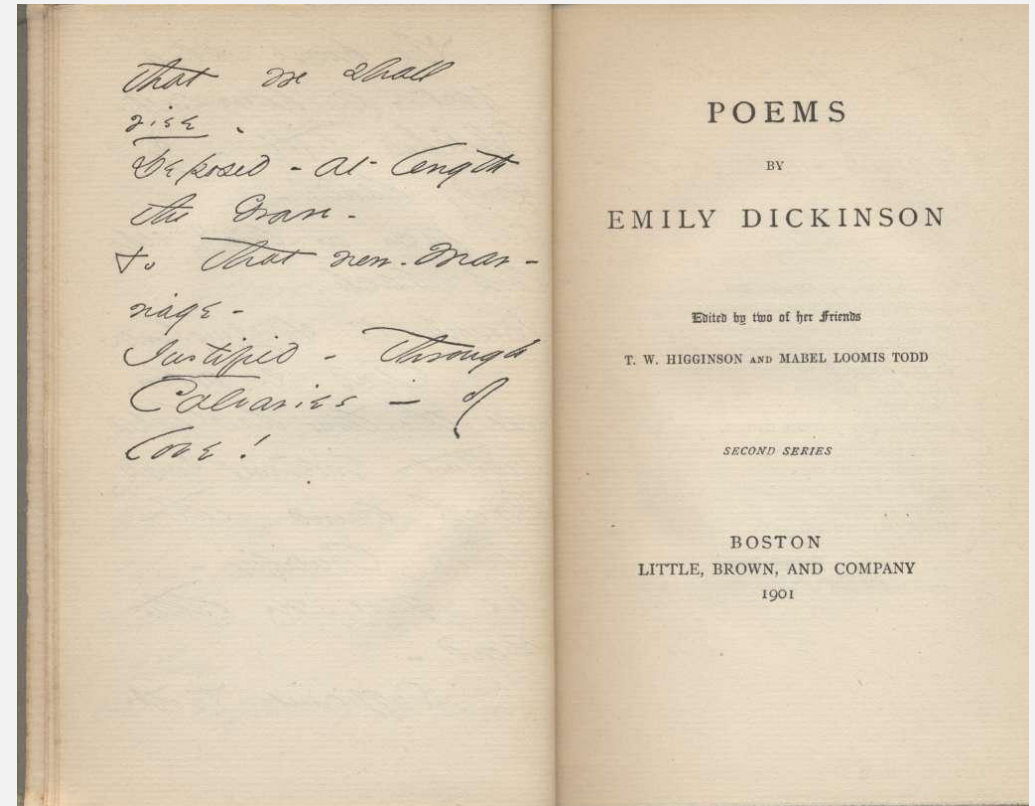 that we shall
rise.
Deposed - at length
the Grave -
to that new. Mar-
riage -
Justified - through
Calvaries - of
Love!
POEMS
BY
EMILY DICKINSON
Edited by two of her Friends
T. W. HIGGINSON AND MABEL LOOMIS TODD
SECOND SERIES
BOSTON
LITTLE, BROWN, AND COMPANY
1901